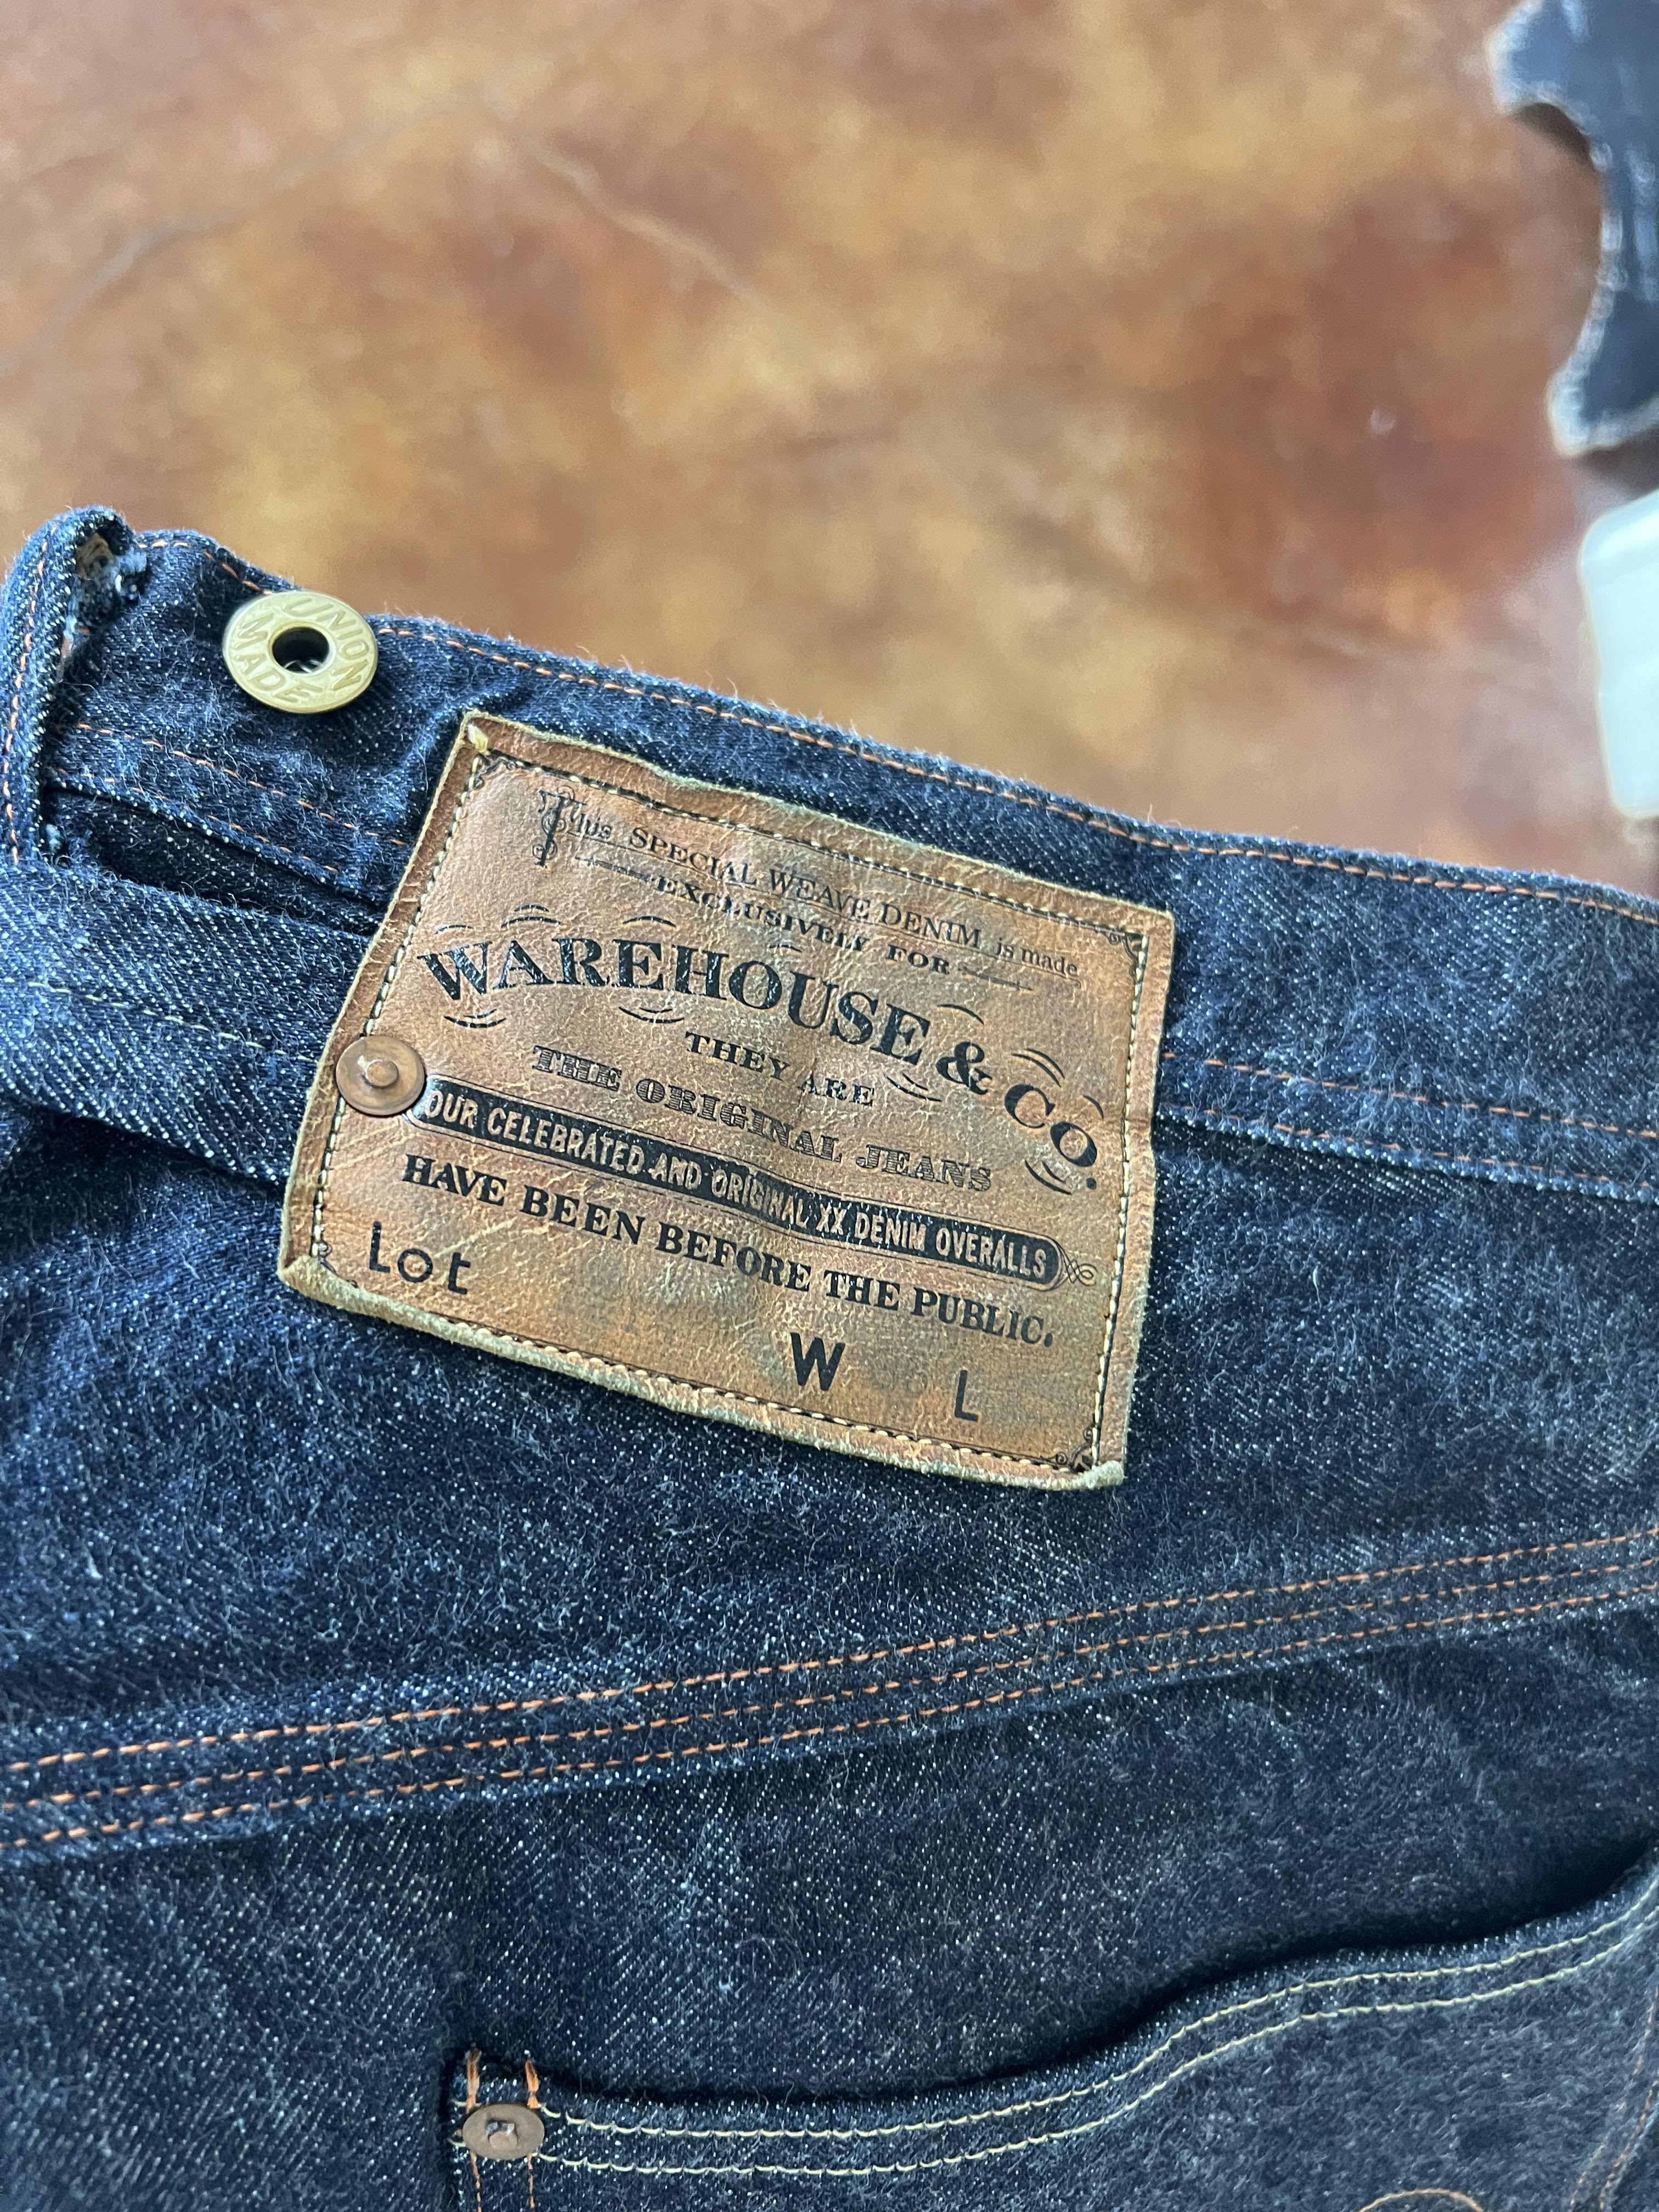 UNION MADE
This SPECIAL WEAVE DENIM is made
EXCLUSIVELY FOR
WAREHOUSE & CO.
THEY ARE
THE ORIGINAL JEANS
OUR CELEBRATED AND ORIGINAL XX DENIM OVERALLS
HAVE BEEN BEFORE THE PUBLIC.
Lot
W L